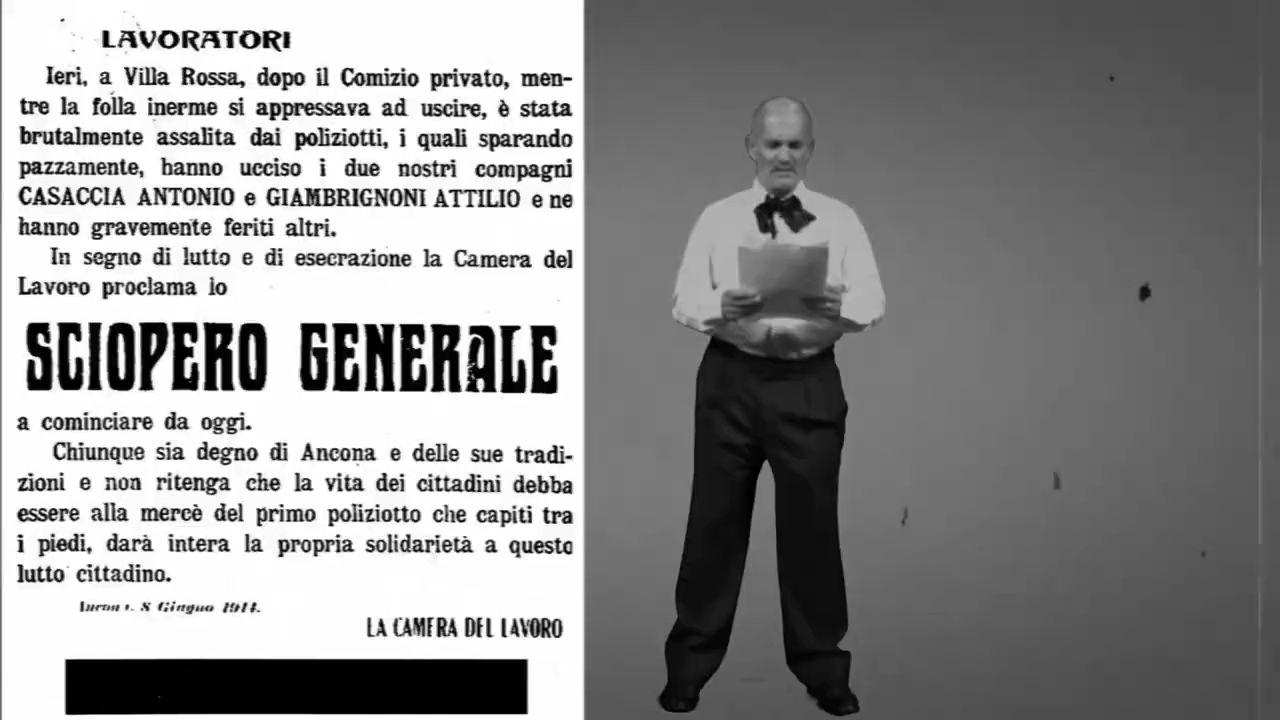 LAVORATORI
Ieri, a Villa Rossa, dopo il Comizio privato, men-
tre la folla inerme si appressava ad uscire, è stata
brutalmente assalita dai poliziotti, i quali sparando
pazzamente, hanno ucciso i due nostri compagni
CASACCIA ANTONIO e GIAMBRIGNONI ATTILIO e ne
hanno gravemente feriti altri.
In segno di lutto e di esecrazione la Camera del
Lavoro proclama lo
SCIOPERO GENERALE
a cominciare da oggi.
Chiunque sia degno di Ancona e delle sue tradi-
zioni e non ritenga che la vita dei cittadini debba
essere alla mercè del primo poliziotto che capiti tra
i piedi, darà intera la propria solidarietà a questo
lutto cittadino.
8 Giugno 1914.
LA CAMERA DEL LAVORO